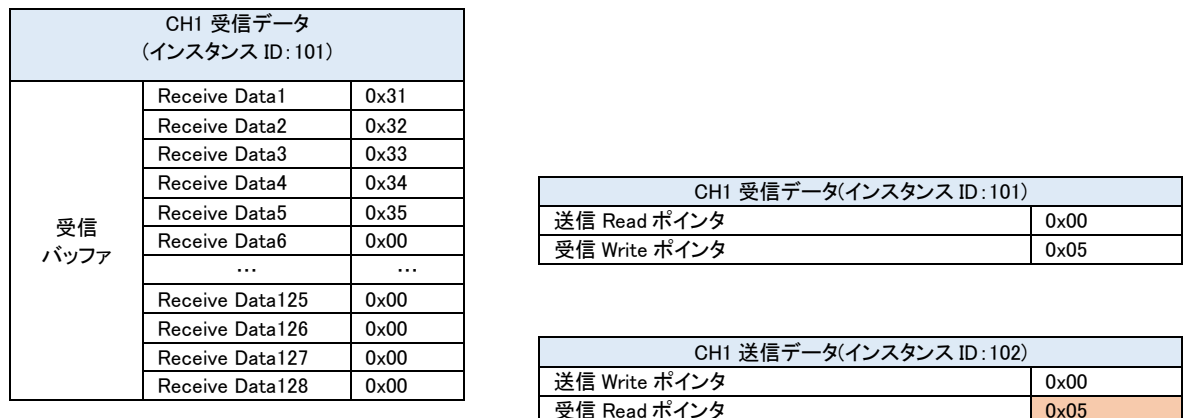 CH1 受信データ
(インスタンス ID:101)
受信
バッファ
Receive Data1 0x31
Receive Data2 0x32
Receive Data3 0x33
Receive Data4 0x34
Receive Data5 0x35
Receive Data6 0x00
… …
Receive Data125 0x00
Receive Data126 0x00
Receive Data127 0x00
Receive Data128 0x00
CH1 受信データ(インスタンス ID:101)
送信 Read ポインタ 0x00
受信 Write ポインタ 0x05
CH1 送信データ(インスタンス ID:102)
送信 Write ポインタ 0x00
受信 Read ポインタ 0x05